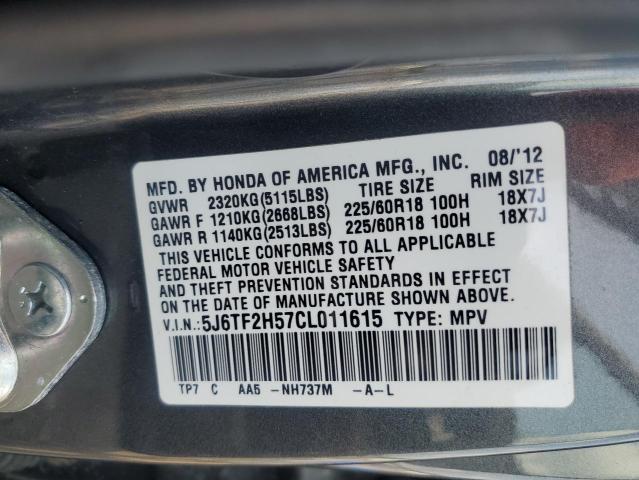 MFD. BY HONDA OF AMERICA MFG., INC. 08/'12
GVWR 2320KG(5115LBS) TIRE SIZE RIM SIZE
GAWR F 1210KG(2668LBS) 225/60R18 100H 18X7J
GAWR R 1140KG(2513LBS) 225/60R18 100H 18X7J
THIS VEHICLE CONFORMS TO ALL APPLICABLE
FEDERAL MOTOR VEHICLE SAFETY
AND THEFT PREVENTION STANDARDS IN EFFECT
ON THE DATE OF MANUFACTURE SHOWN ABOVE.
V.I.N.:5J6TF2H57CL011615 TYPE: MPV
TP7 C AA5 -NH737M -A-L